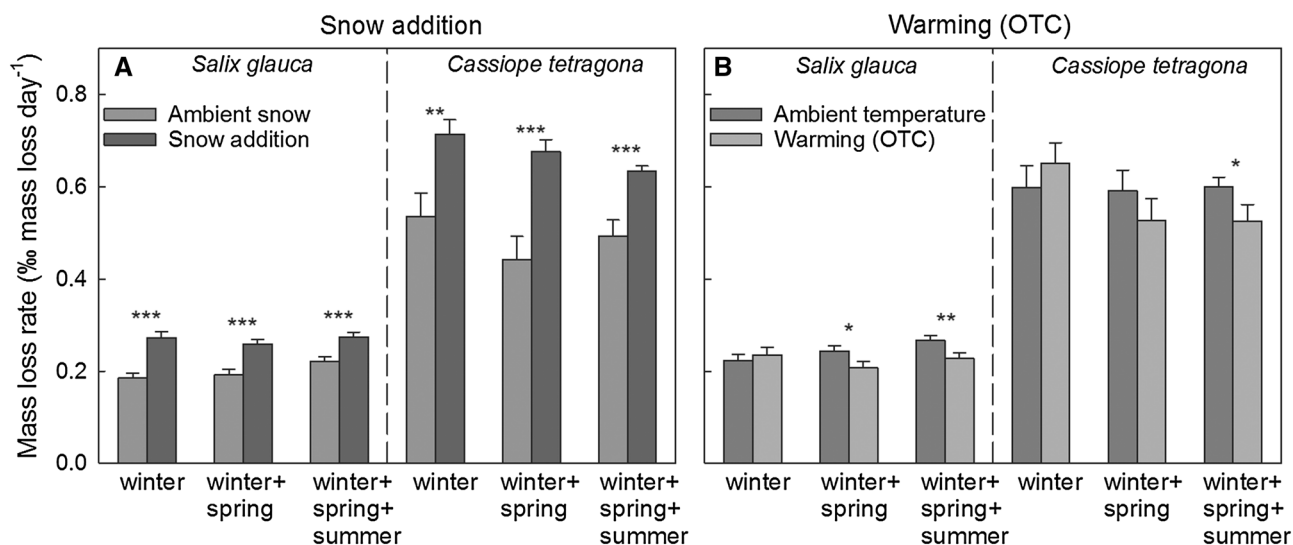 Snow addition
Warming (OTC)
Mass loss rate (‰ mass loss day-1)
A
Salix glauca
Cassiope tetragona
Ambient snow
Snow addition
0.8
0.6
0.4
0.2
0.0
***
***
***
**
***
***
winter
winter+
spring
winter+
spring+
summer
winter
winter+
spring
winter+
spring+
summer
B
Salix glauca
Cassiope tetragona
Ambient temperature
Warming (OTC)
*
**
*
winter
winter+
spring
winter+
spring+
summer
winter
winter+
spring
winter+
spring+
summer